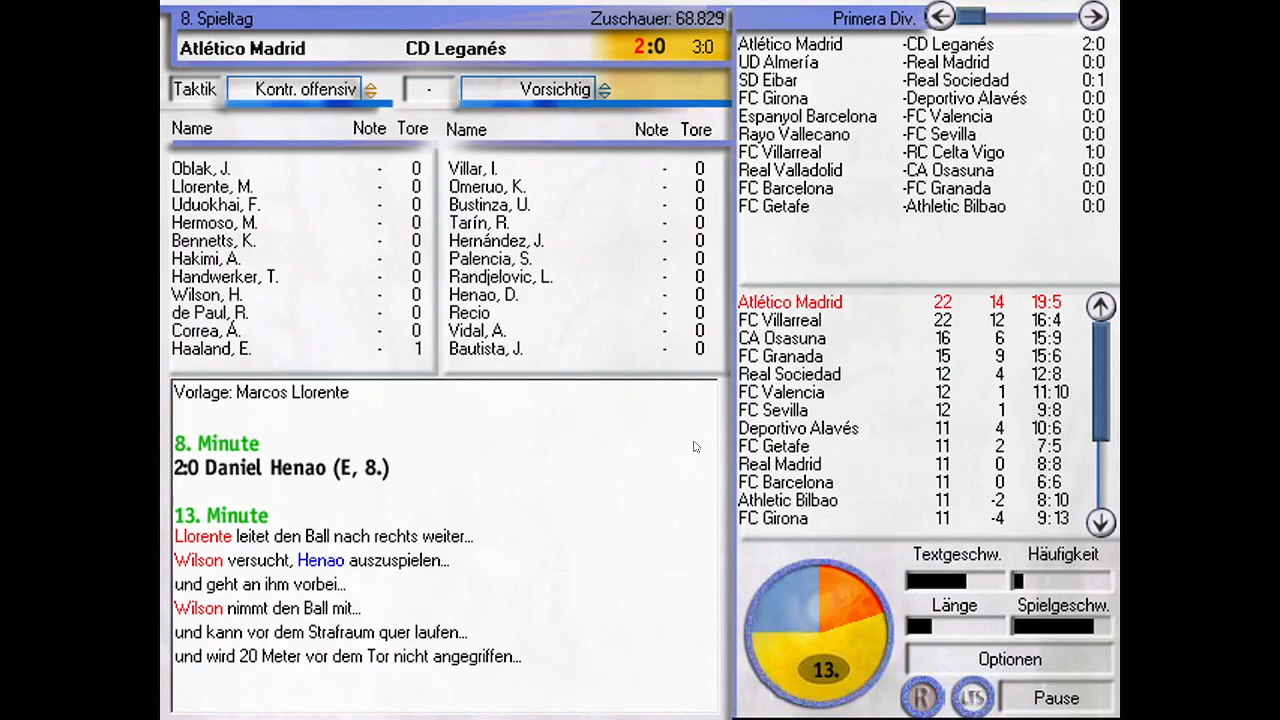 8. Spieltag Zuschauer: 68.829
Atlético Madrid CD Leganés 2:0 3:0
Taktik Kontr. offensiv - Vorsichtig
Name Note Tore Name Note Tore
Oblak, J. - 0 Villar, I. - 0
Llorente, M. - 0 Omeruo, K. - 0
Uduokhai, F. - 0 Bustinza, U. - 0
Hermoso, M. - 0 Tarín, R. - 0
Bennetts, K. - 0 Hernández, J. - 0
Hakimi, A. - 0 Palencia, S. - 0
Handwerker, T. - 0 Randjelovic, L. - 0
Wilson, H. - 0 Henao, D. - 0
de Paul, R. - 0 Recio - 0
Correa, Á. - 0 Vidal, A. - 0
Haaland, E. - 1 Bautista, J. - 0
Vorlage: Marcos Llorente
8. Minute
2:0 Daniel Henao (E, 8.)
13. Minute
Llorente leitet den Ball nach rechts weiter...
Wilson versucht, Henao auszuspielen...
und geht an ihm vorbei...
Wilson nimmt den Ball mit...
und kann vor dem Strafraum quer laufen...
und wird 20 Meter vor dem Tor nicht angegriffen...
Primera Div.
Atlético Madrid -CD Leganés 2:0
UD Almería -Real Madrid 0:0
SD Eibar -Real Sociedad 0:1
FC Girona -Deportivo Alavés 0:0
Espanyol Barcelona -FC Valencia 0:0
Rayo Vallecano -FC Sevilla 0:0
FC Villarreal -RC Celta Vigo 1:0
Real Valladolid -CA Osasuna 0:0
FC Barcelona -FC Granada 0:0
FC Getafe -Athletic Bilbao 0:0
Atlético Madrid 22 14 19:5
FC Villarreal 22 12 16:4
CA Osasuna 16 6 15:9
FC Granada 15 9 15:6
Real Sociedad 12 4 12:8
FC Valencia 12 1 11:10
FC Sevilla 12 1 9:8
Deportivo Alavés 11 4 10:6
FC Getafe 11 2 7:5
Real Madrid 11 0 8:8
FC Barcelona 11 0 6:6
Athletic Bilbao 11 -2 8:10
FC Girona 11 -4 9:13
Textgeschw. Häufigkeit
Länge Spielgeschw.
Optionen
13. R LTS Pause